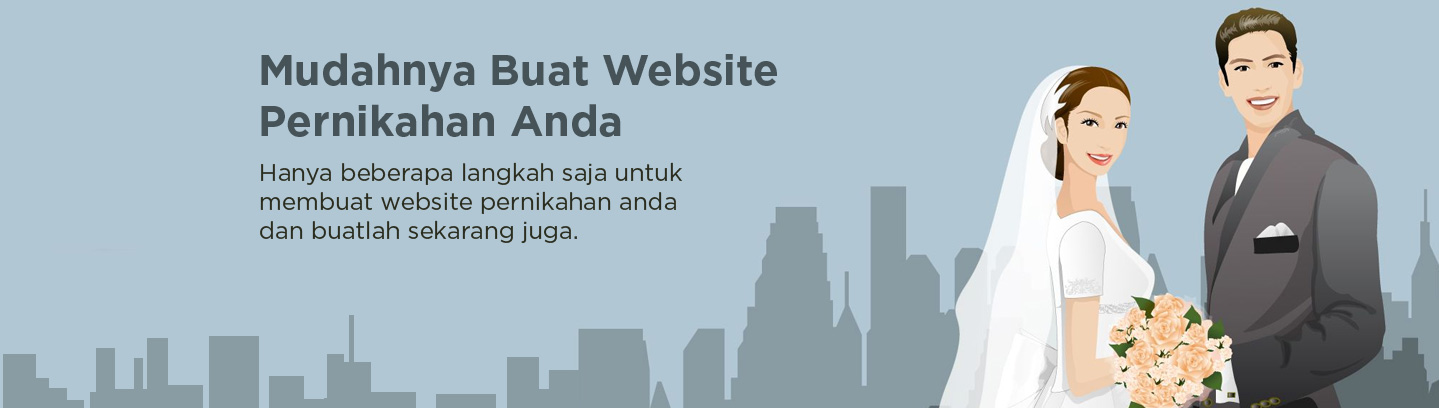 Mudahnya Buat Website
Pernikahan Anda
Hanya beberapa langkah saja untuk
membuat website pernikahan anda
dan buatlah sekarang juga.